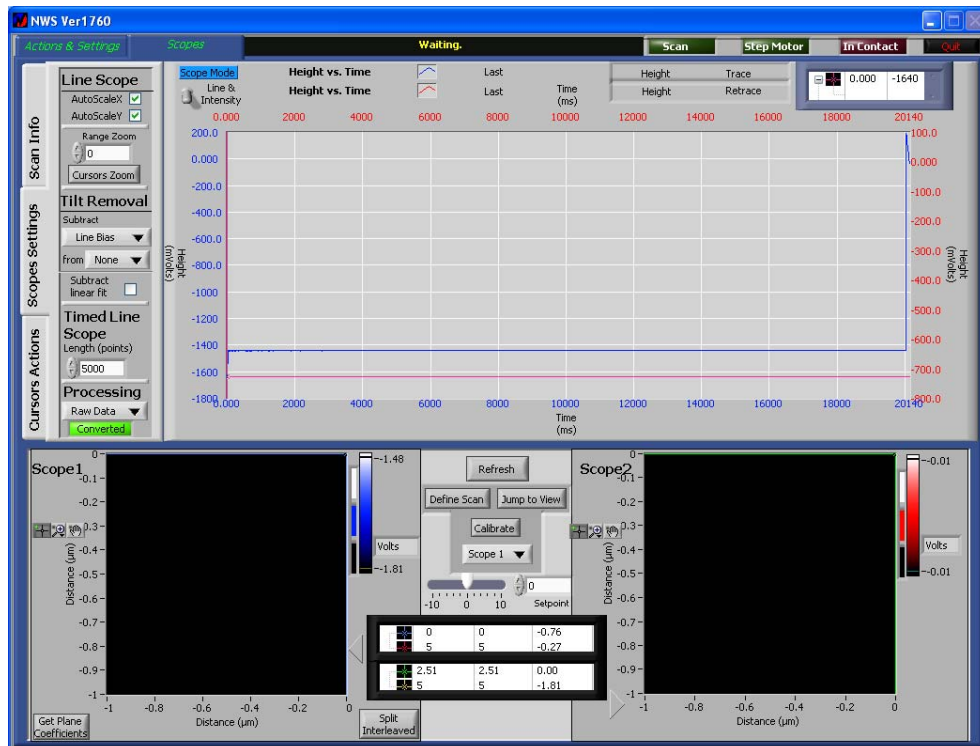 NWS Ver1760
Actions & Settings Scopes Waiting. Scan Step Motor In Contact Quit
Scan Info
Scopes Settings
Cursors Actions
Line Scope
AutoScaleX
AutoScaleY
Range Zoom
0
Cursors Zoom
Tilt Removal
Subtract
Line Bias
from None
Subtract
linear fit
Timed Line
Scope
Length (points)
5000
Processing
Raw Data
Converted
Scope Mode
Line &
Intensity
Height vs. Time Last
Height vs. Time Last
Time
(ms)
Height Trace
Height Retrace
0.000 -1640
0.000 2000 4000 6000 8000 10000 12000 14000 16000 18000 20140
200.0
0.000
-200.0
-400.0
-600.0
-800.0
-1000
-1200
-1400
-1600
-1800
Height
(mVolts)
100.0
0.000
-100.0
-200.0
-300.0
-400.0
-500.0
-600.0
-700.0
-800.0
Height
(mVolts)
0.000 2000 4000 6000 8000 10000 12000 14000 16000 18000 20140
Time
(ms)
Scope1
0
-0.1
-0.2
-0.3
-0.4
-0.5
-0.6
-0.7
-0.8
-0.9
-1
Distance (µm)
-1 -0.8 -0.6 -0.4 -0.2 0
Distance (µm)
-1.48
Volts
-1.81
Get Plane
Coefficients
Split
Interleaved
Refresh
Define Scan Jump to View
Calibrate
Scope 1
-10 0 10
0
Setpoint
0 0 -0.76
5 5 -0.27
2.51 2.51 0.00
5 5 -1.81
Scope2
0
-0.1
-0.2
-0.3
-0.4
-0.5
-0.6
-0.7
-0.8
-0.9
-1
Distance (µm)
-1 -0.8 -0.6 -0.4 -0.2 0
Distance (µm)
-0.01
Volts
-0.01